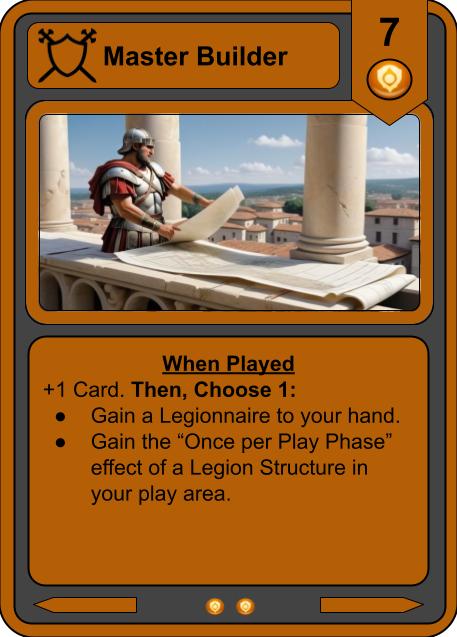 Master Builder
7
When Played
+1 Card. Then, Choose 1:
● Gain a Legionnaire to your hand.
● Gain the “Once per Play Phase”
effect of a Legion Structure in
your play area.